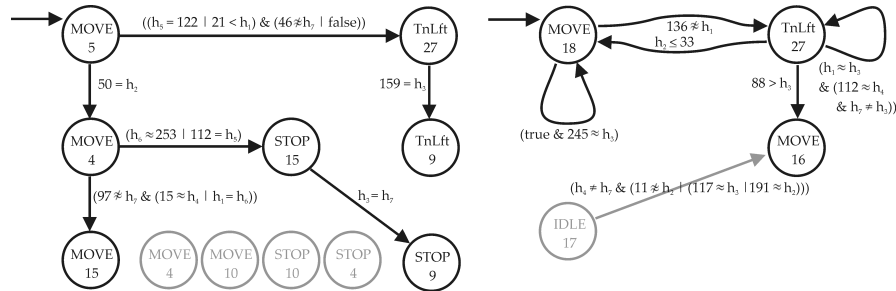 MOVE
5
((h₅ = 122 | 21 < h₁) & (46 ≉ h₇ | false))
TnLft
27
50 = h₂
159 = h₃
MOVE
4
(h₆ ≈ 253 | 112 = h₅)
STOP
15
TnLft
9
(97 ≉ h₇ & (15 ≈ h₄ | h₁ = h₆))
h₃ = h₇
MOVE
15
MOVE
4
MOVE
10
STOP
10
STOP
4
STOP
9
MOVE
18
136 ≉ h₁
h₂ ≤ 33
TnLft
27
(true & 245 ≈ h₃)
88 > h₃
(h₁ ≈ h₃
& (112 ≈ h₄
& h₇ ≠ h₃))
MOVE
16
(h₄ ≠ h₇ & (11 ≉ h₂ | (117 ≈ h₃ | 191 ≈ h₂)))
IDLE
17